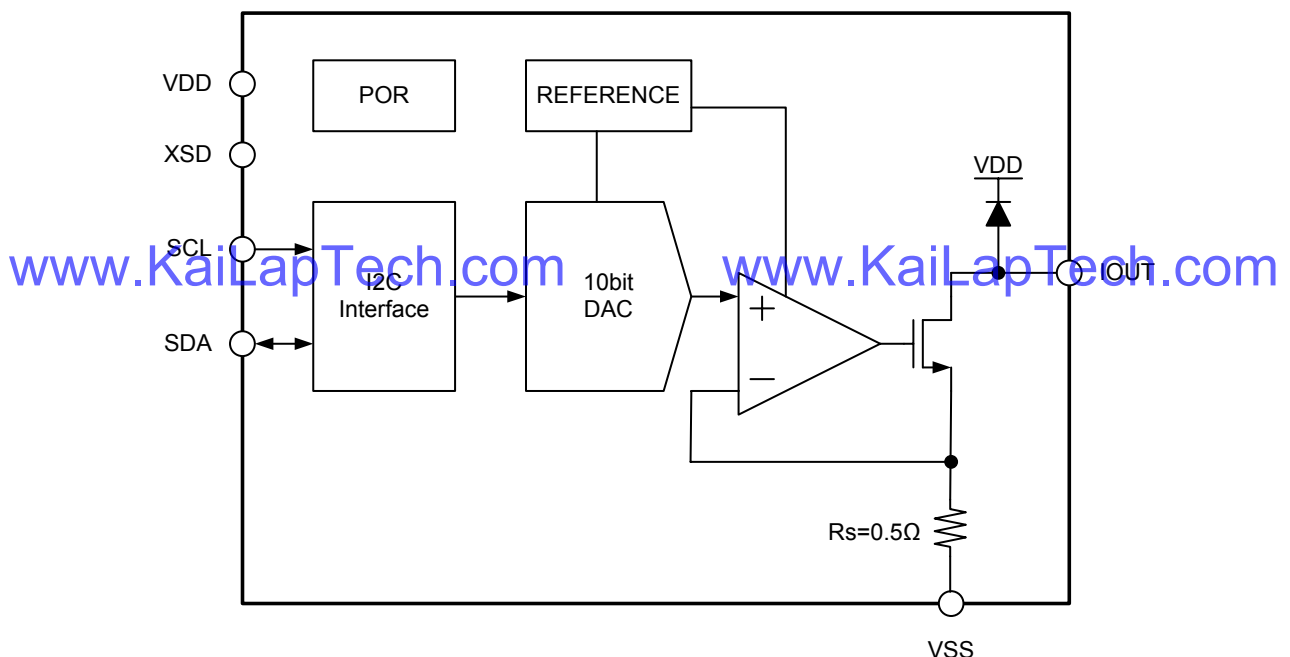 VDD
POR
REFERENCE
XSD
VDD
SCL
www.KaiLapTech.com
www.KaiLapTech.com
I2C
Interface
10bit
DAC
IOUT
+
−
SDA
Rs=0.5Ω
VSS